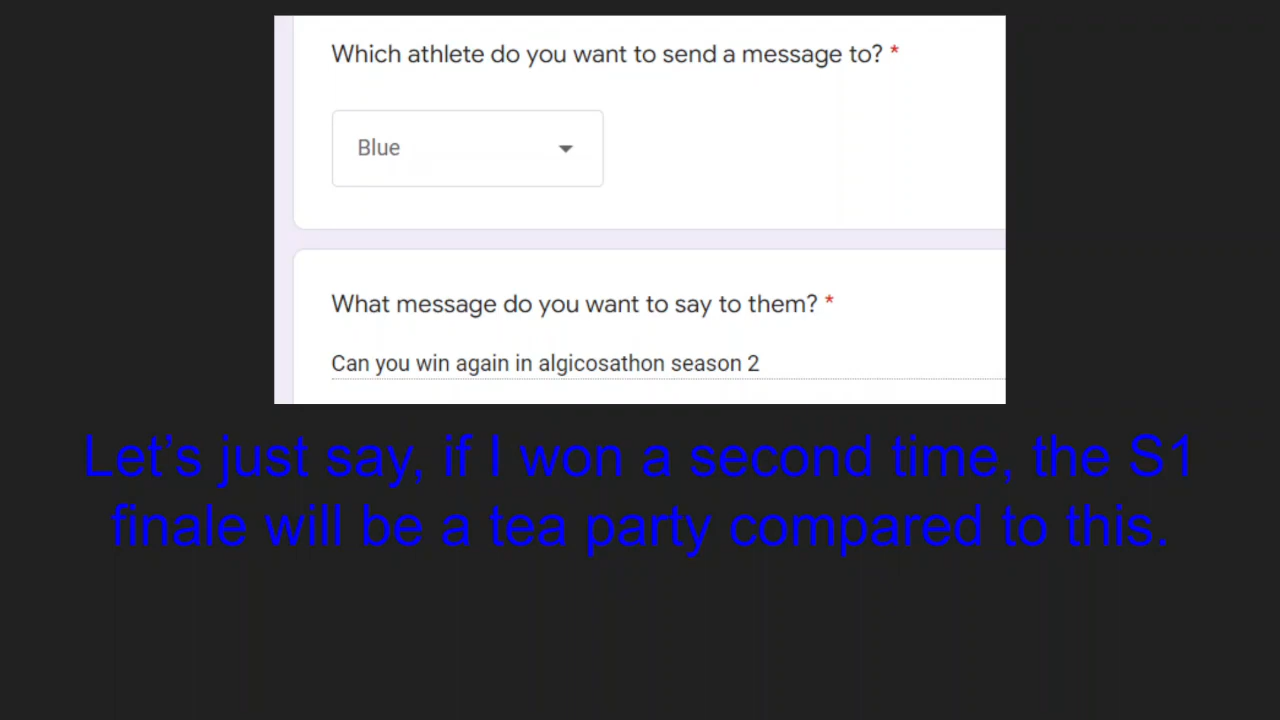 Which athlete do you want to send a message to? *
Blue
What message do you want to say to them? *
Can you win again in algicosathon season 2
Let’s just say, if I won a second time, the S1
finale will be a tea party compared to this.